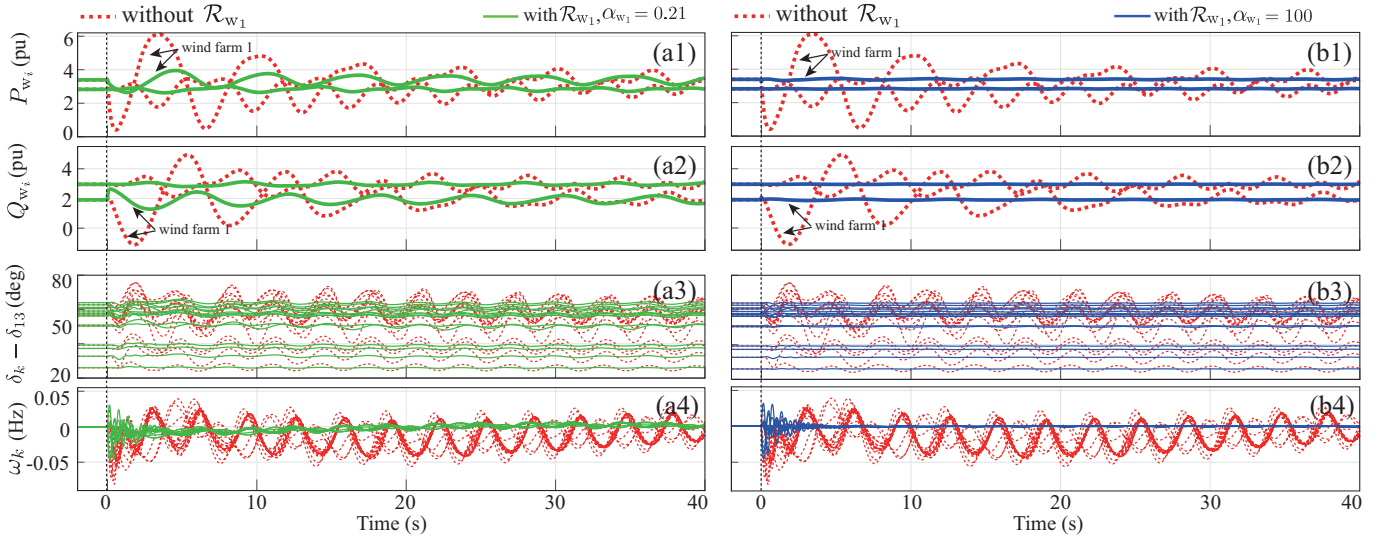 without 𝓡w₁
with 𝓡w₁, αw₁ = 0.21
without 𝓡w₁
with 𝓡w₁, αw₁ = 100
Pwᵢ (pu)
6
4
2
0
wind farm 1
(a1)
wind farm 1
(b1)
Qwᵢ (pu)
4
2
0
wind farm 1
(a2)
wind farm 1
(b2)
δk − δ13 (deg)
80
50
20
(a3)
(b3)
ωk (Hz)
0.05
0
-0.05
(a4)
(b4)
0 10 20 30 40
Time (s)
0 10 20 30 40
Time (s)